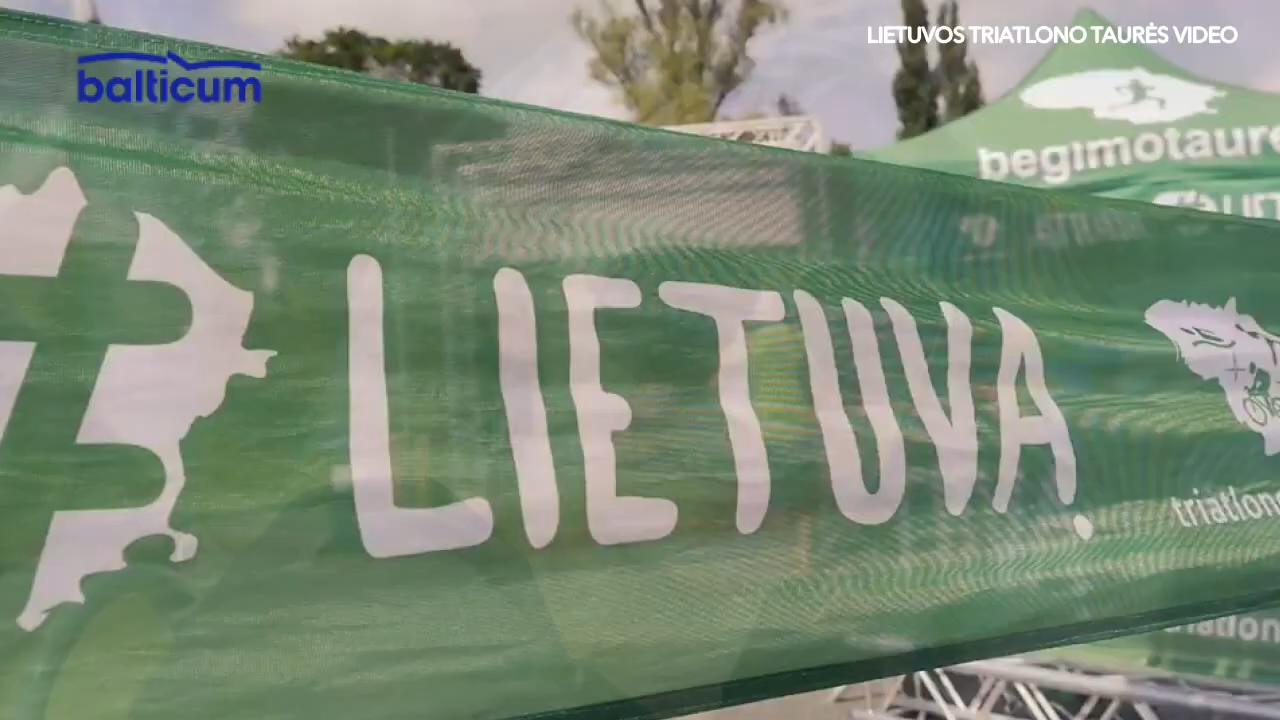 LIETUVOS TRIATLONO TAURĖS VIDEO
balticum
begimotaure
LIETUVA.
triatlono